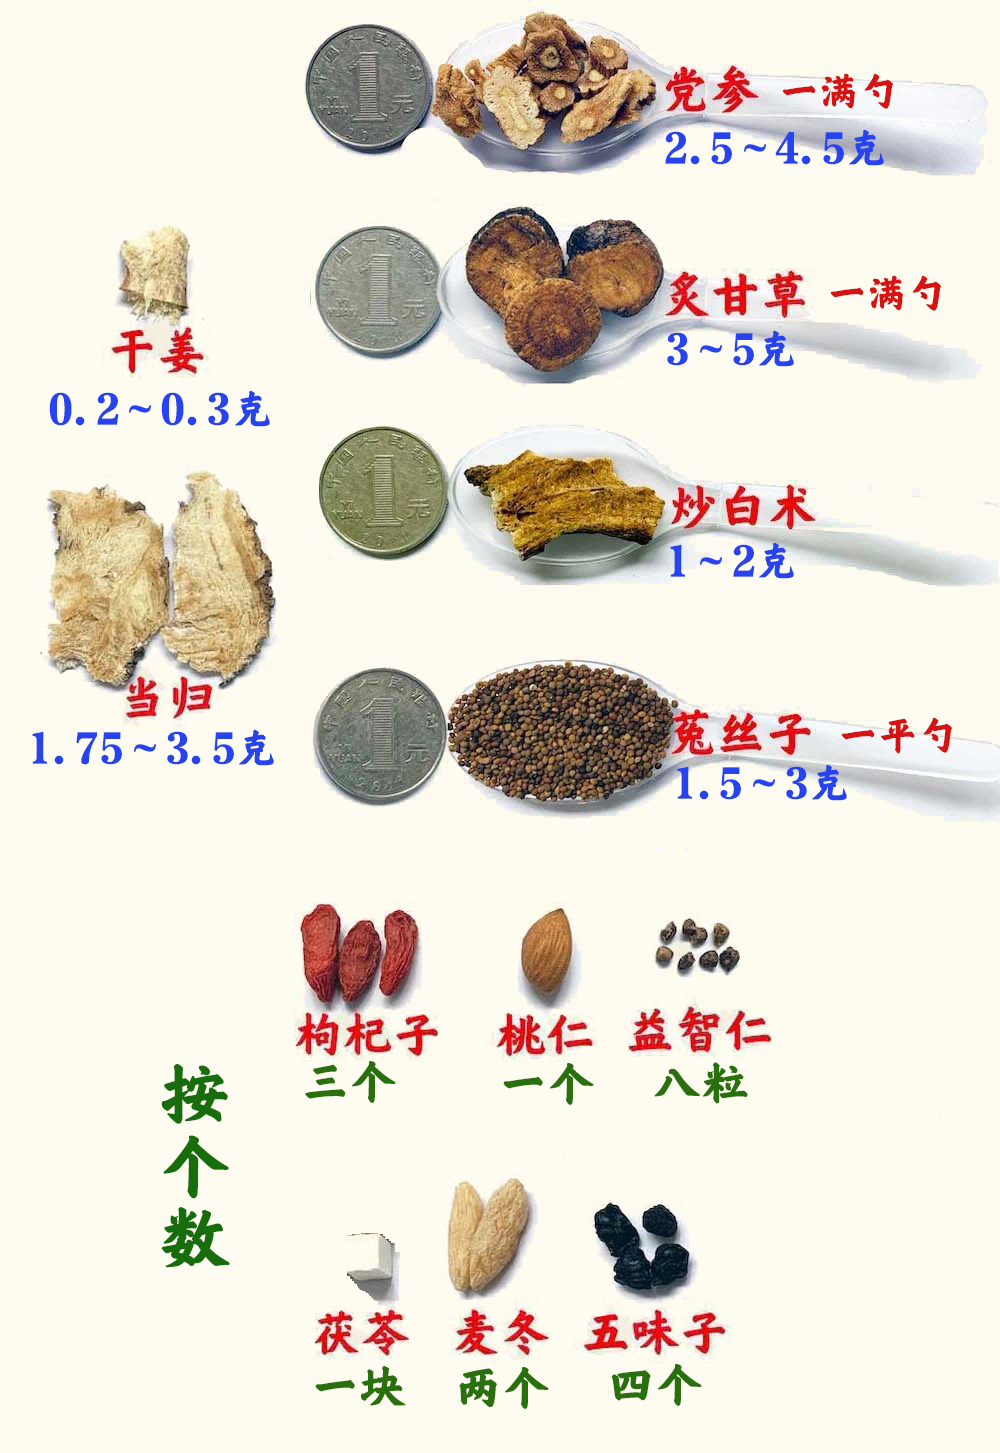 党参 一满勺
2.5~4.5克
炙甘草 一满勺
3~5克
干姜
0.2~0.3克
炒白术
1~2克
当归
1.75~3.5克
菟丝子 一平勺
1.5~3克
按个数
枸杞子
三个
桃仁
一个
益智仁
八粒
茯苓
一块
麦冬
两个
五味子
四个